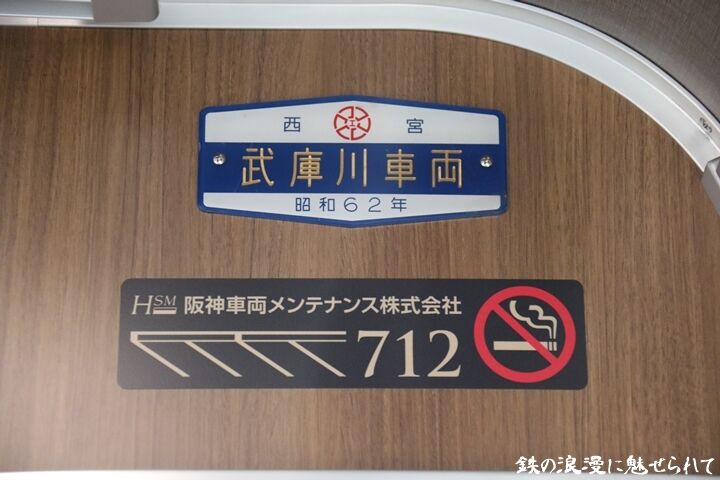 西 宮
武庫川車両
昭和62年
HSM 阪神車両メンテナンス株式会社
712
鉄の浪漫に魅せられて